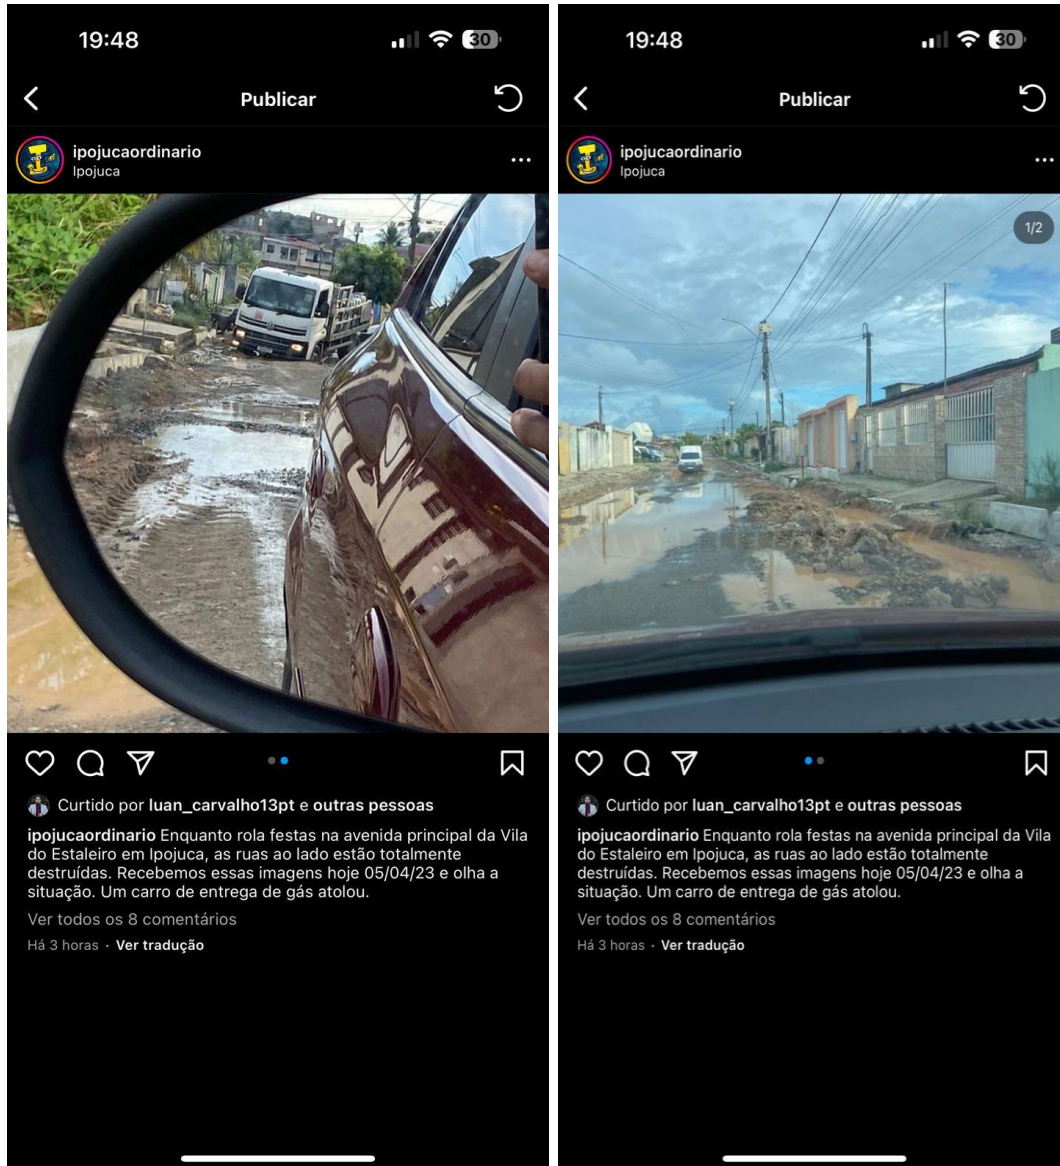 19:48
30
Publicar
ipojucaordinario
Ipojuca
Curtido por luan_carvalho13pt e outras pessoas
ipojucaordinario Enquanto rola festas na avenida principal da Vila
do Estaleiro em Ipojuca, as ruas ao lado estão totalmente
destruídas. Recebemos essas imagens hoje 05/04/23 e olha a
situação. Um carro de entrega de gás atolou.
Ver todos os 8 comentários
Há 3 horas · Ver tradução
19:48
30
Publicar
ipojucaordinario
Ipojuca
1/2
Curtido por luan_carvalho13pt e outras pessoas
ipojucaordinario Enquanto rola festas na avenida principal da Vila
do Estaleiro em Ipojuca, as ruas ao lado estão totalmente
destruídas. Recebemos essas imagens hoje 05/04/23 e olha a
situação. Um carro de entrega de gás atolou.
Ver todos os 8 comentários
Há 3 horas · Ver tradução